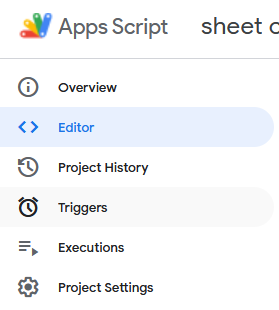 Apps Script sheet
Overview
Editor
Project History
Triggers
Executions
Project Settings